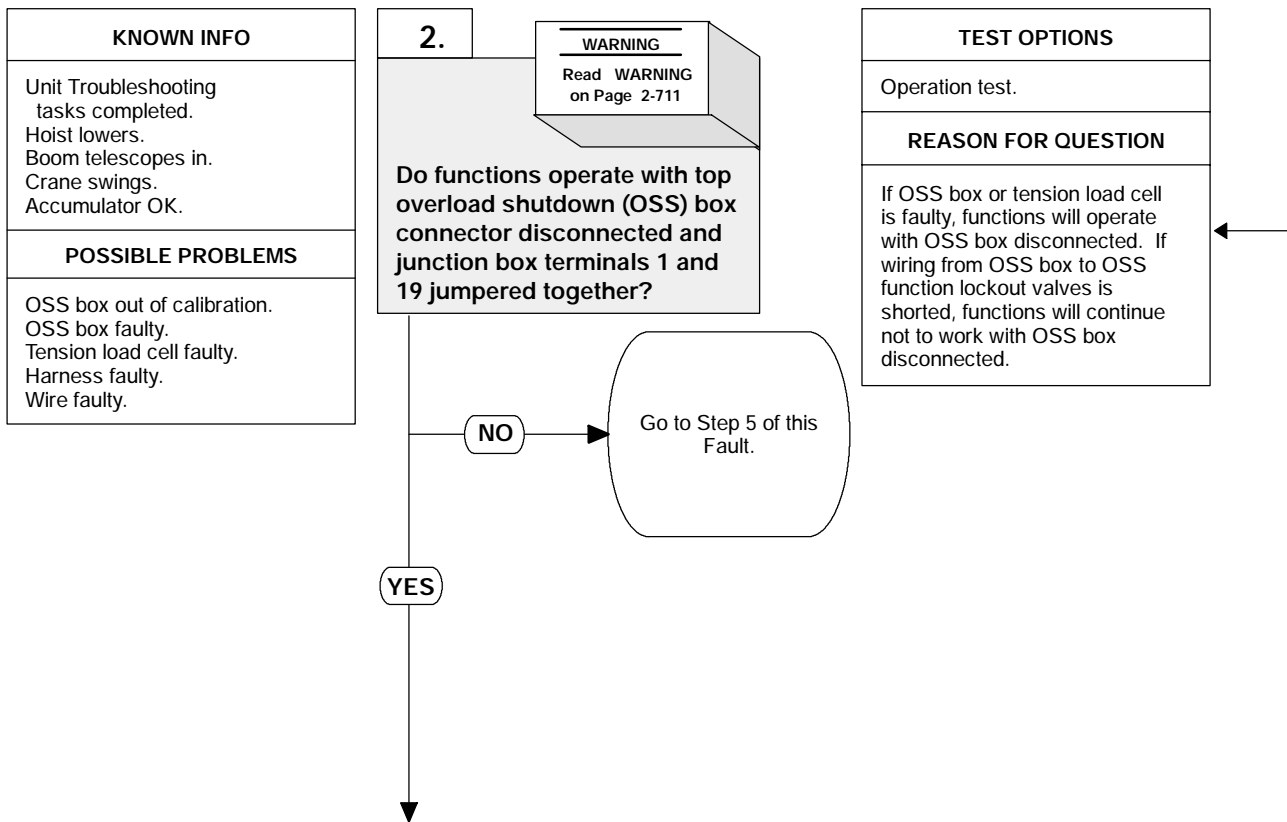 KNOWN INFO
Unit Troubleshooting
tasks completed.
Hoist lowers.
Boom telescopes in.
Crane swings.
Accumulator OK.
POSSIBLE PROBLEMS
OSS box out of calibration.
OSS box faulty.
Tension load cell faulty.
Harness faulty.
Wire faulty.
2.
WARNING
Read WARNING
on Page 2-711
Do functions operate with top
overload shutdown (OSS) box
connector disconnected and
junction box terminals 1 and
19 jumpered together?
TEST OPTIONS
Operation test.
REASON FOR QUESTION
If OSS box or tension load cell
is faulty, functions will operate
with OSS box disconnected. If
wiring from OSS box to OSS
function lockout valves is
shorted, functions will continue
not to work with OSS box
disconnected.
NO
Go to Step 5 of this
Fault.
YES